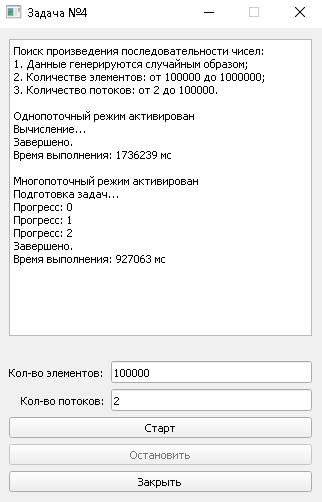 Задача №4
Поиск произведения последовательности чисел:
1. Данные генерируются случайным образом;
2. Количестве элементов: от 100000 до 1000000;
3. Количество потоков: от 2 до 100000.
Однопоточный режим активирован
Вычисление...
Завершено.
Время выполнения: 1736239 мс
Многопоточный режим активирован
Подготовка задач...
Прогресс: 0
Прогресс: 1
Прогресс: 2
Завершено.
Время выполнения: 927063 мс
Кол-во элементов: 100000
Кол-во потоков: 2
Старт
Остановить
Закрыть